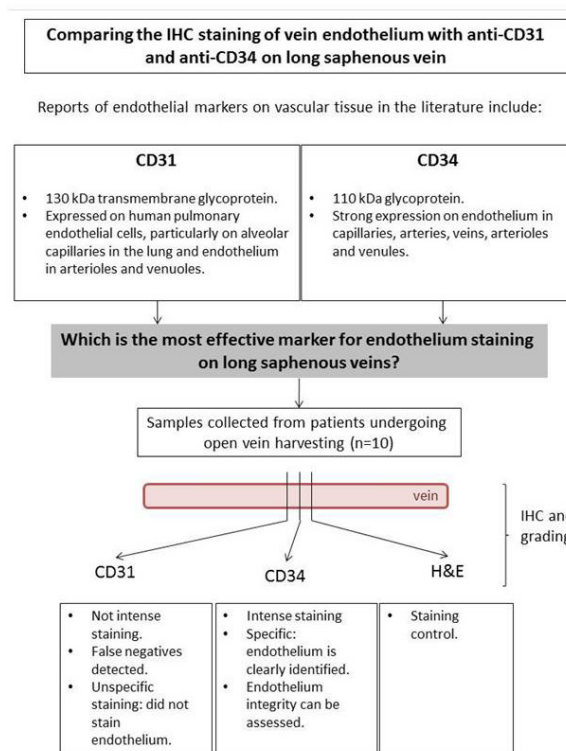 Comparing the IHC staining of vein endothelium with anti-CD31
and anti-CD34 on long saphenous vein
Reports of endothelial markers on vascular tissue in the literature include:
CD31
• 130 kDa transmembrane glycoprotein.
• Expressed on human pulmonary
endothelial cells, particularly on alveolar
capillaries in the lung and endothelium
in arterioles and venuoles.
CD34
• 110 kDa glycoprotein.
• Strong expression on endothelium in
capillaries, arteries, veins, arterioles
and venules.
Which is the most effective marker for endothelium staining
on long saphenous veins?
Samples collected from patients undergoing
open vein harvesting (n=10)
vein
IHC and
grading
CD31
CD34
H&E
• Not intense
staining.
• False negatives
detected.
• Unspecific
staining: did not
stain
endothelium.
• Intense staining
• Specific:
endothelium is
clearly identified.
• Endothelium
integrity can be
assessed.
• Staining
control.